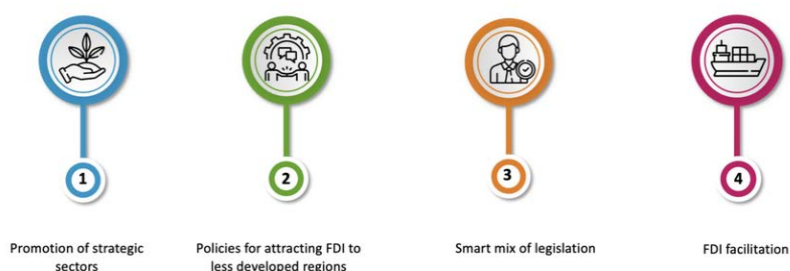 1
2
3
4
Promotion of strategic
sectors
Policies for attracting FDI to
less developed regions
Smart mix of legislation
FDI facilitation